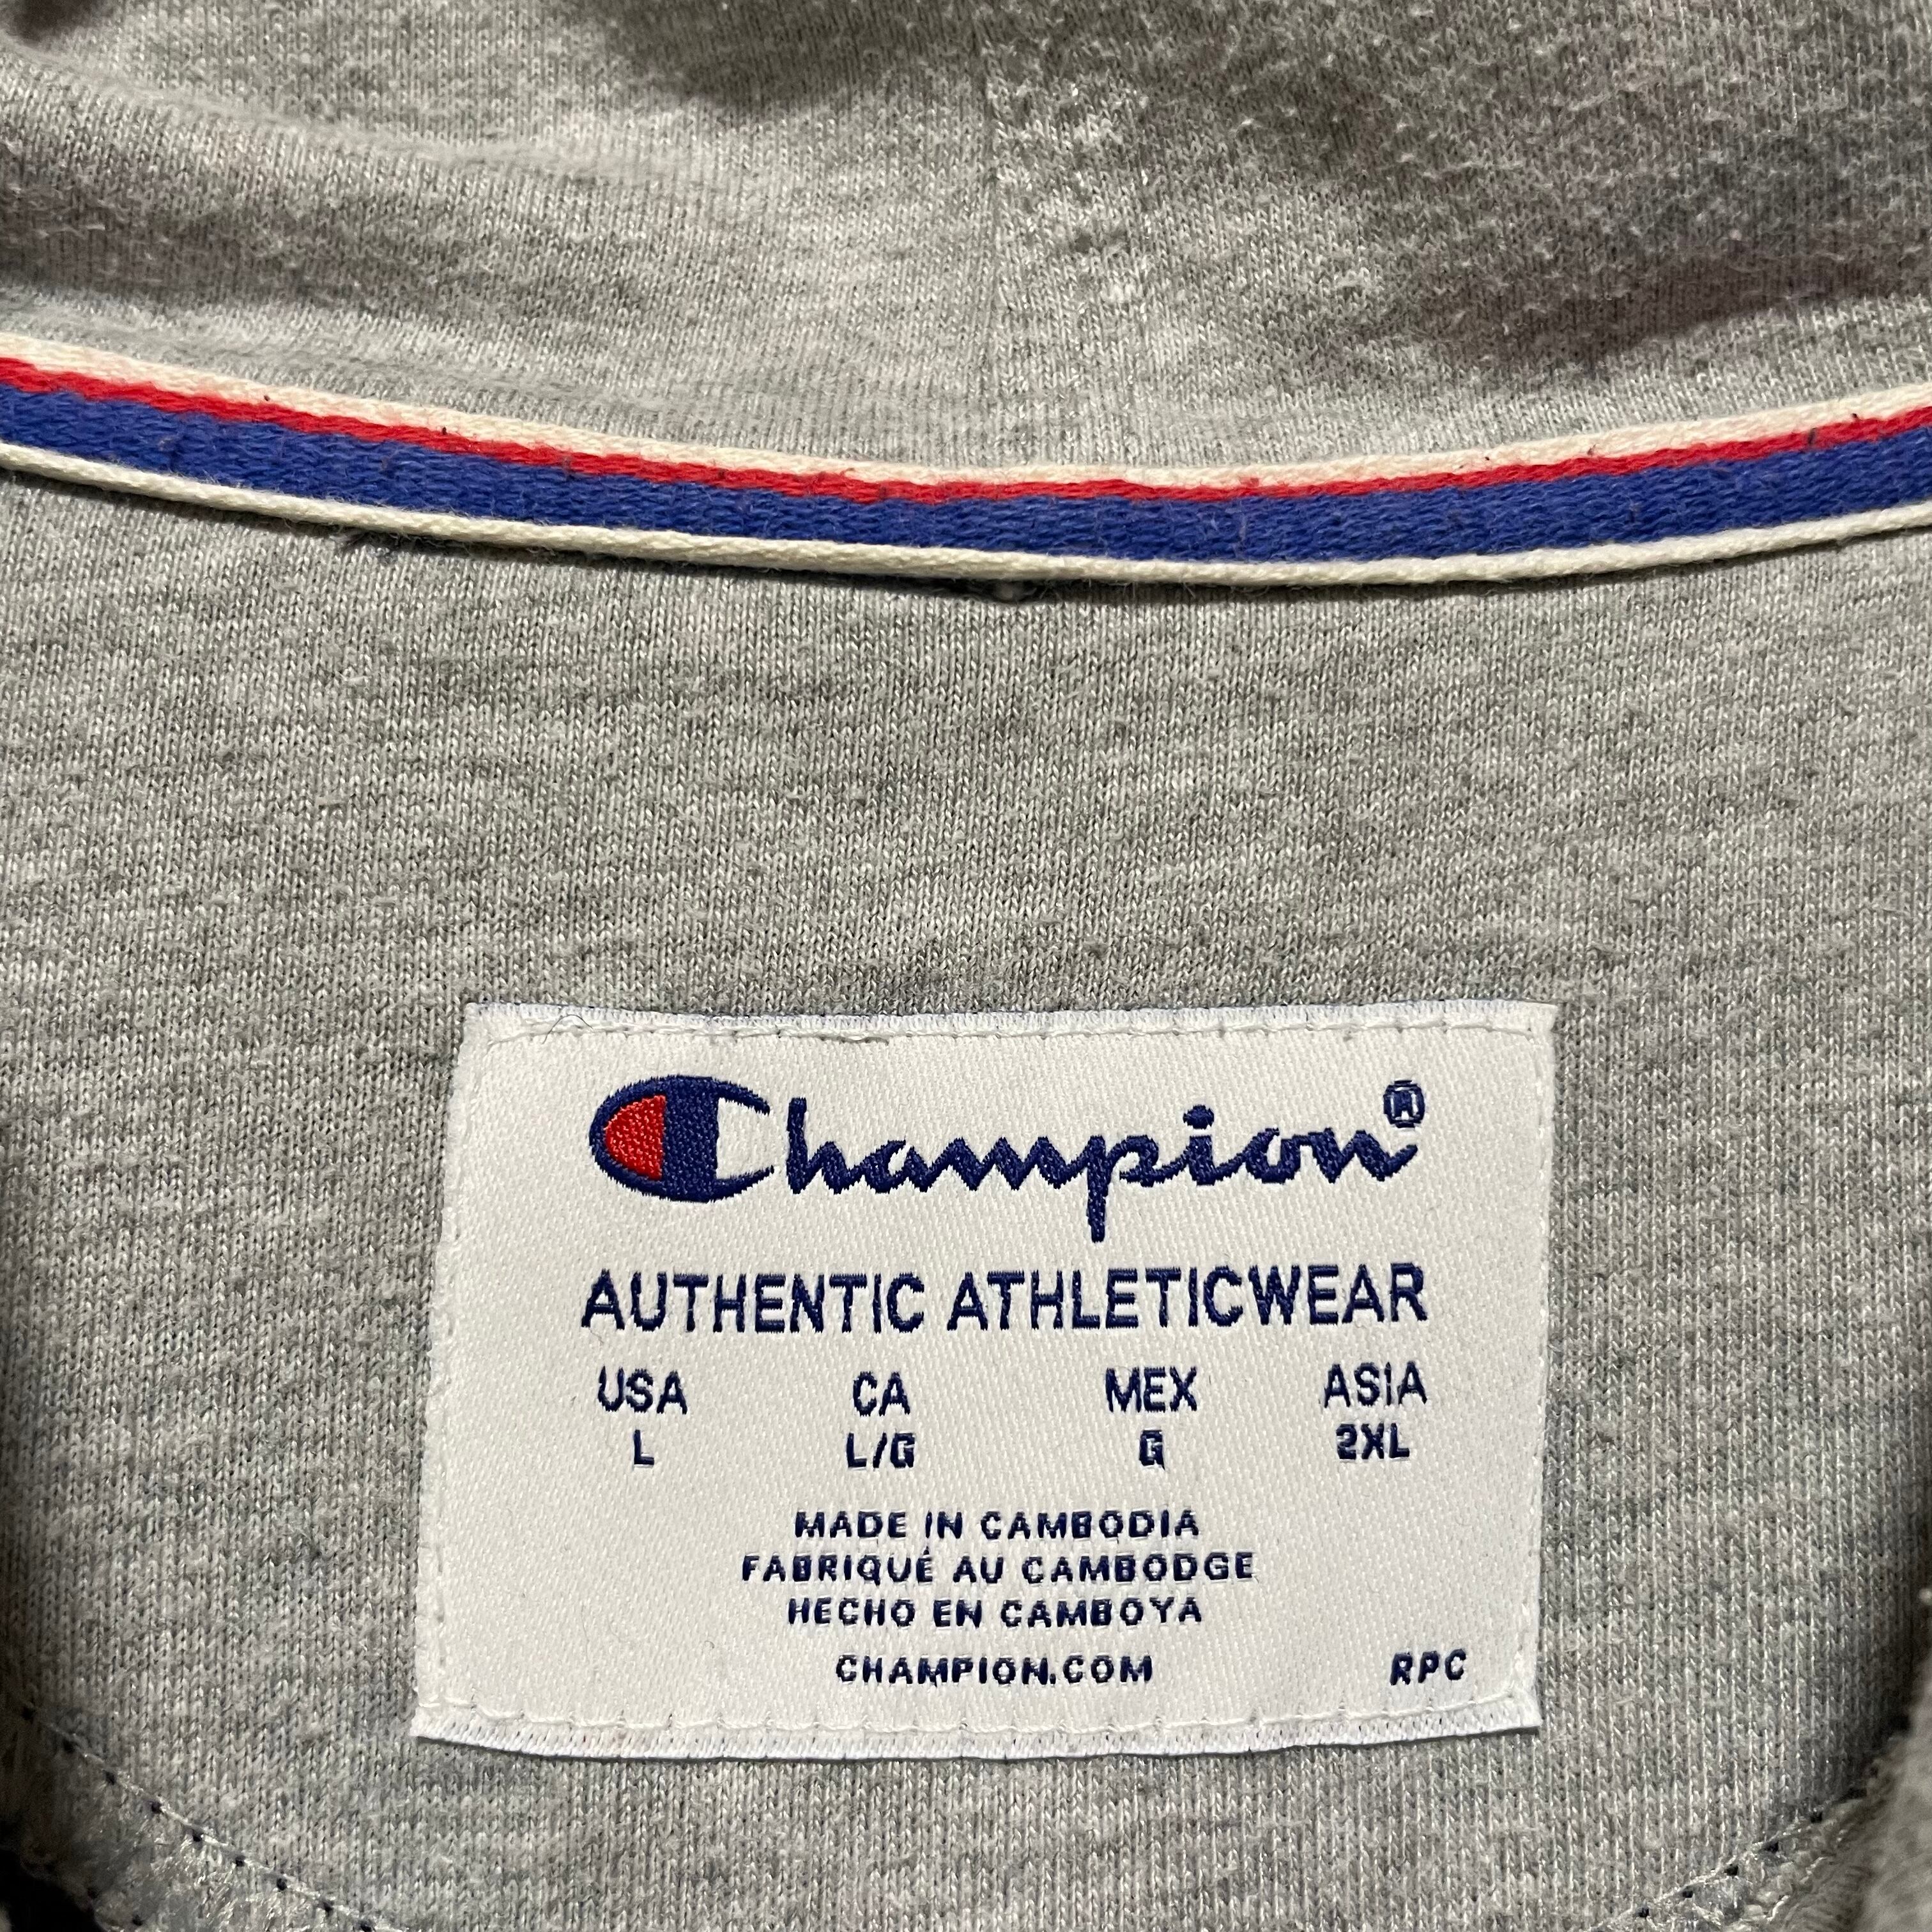 Champion®
AUTHENTIC ATHLETICWEAR
USA CA MEX ASIA
L L/G G 2XL
MADE IN CAMBODIA
FABRIQUÉ AU CAMBODGE
HECHO EN CAMBOYA
CHAMPION.COM RPC